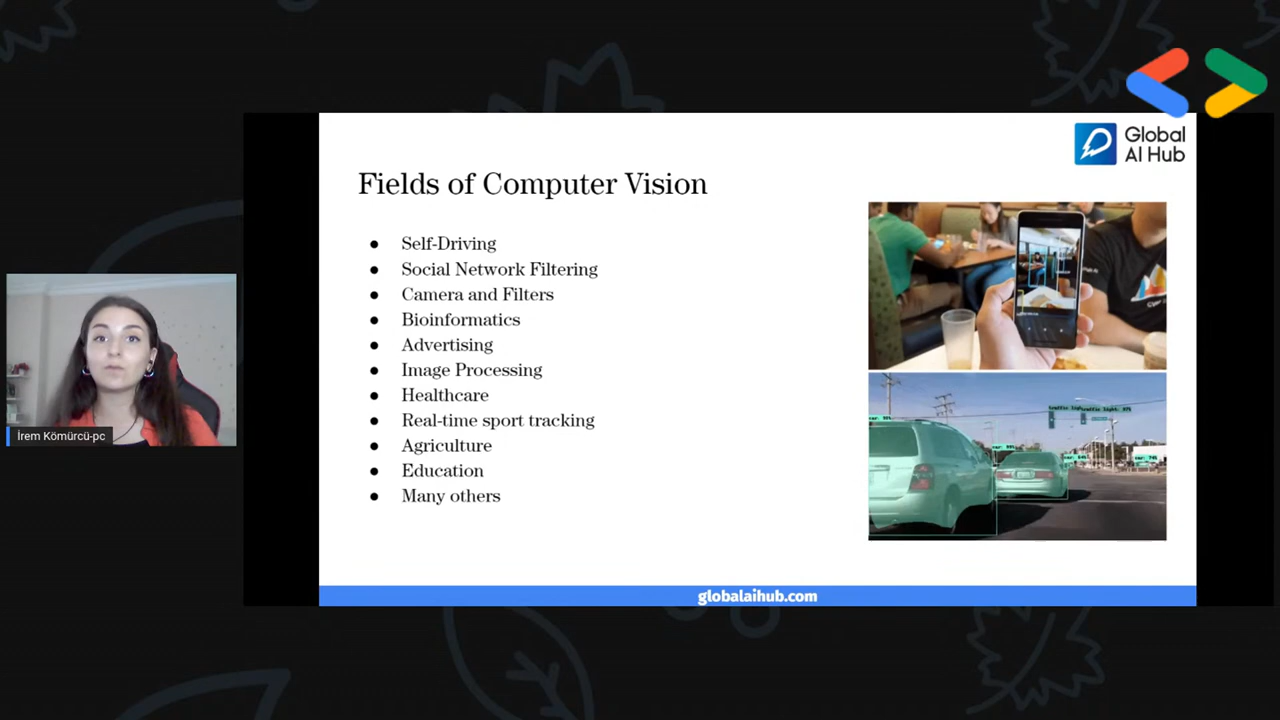 Global
AI Hub
Fields of Computer Vision
● Self-Driving
● Social Network Filtering
● Camera and Filters
● Bioinformatics
● Advertising
● Image Processing
● Healthcare
● Real-time sport tracking
● Agriculture
● Education
● Many others
İrem Kömürcü-pc
globalaihub.com